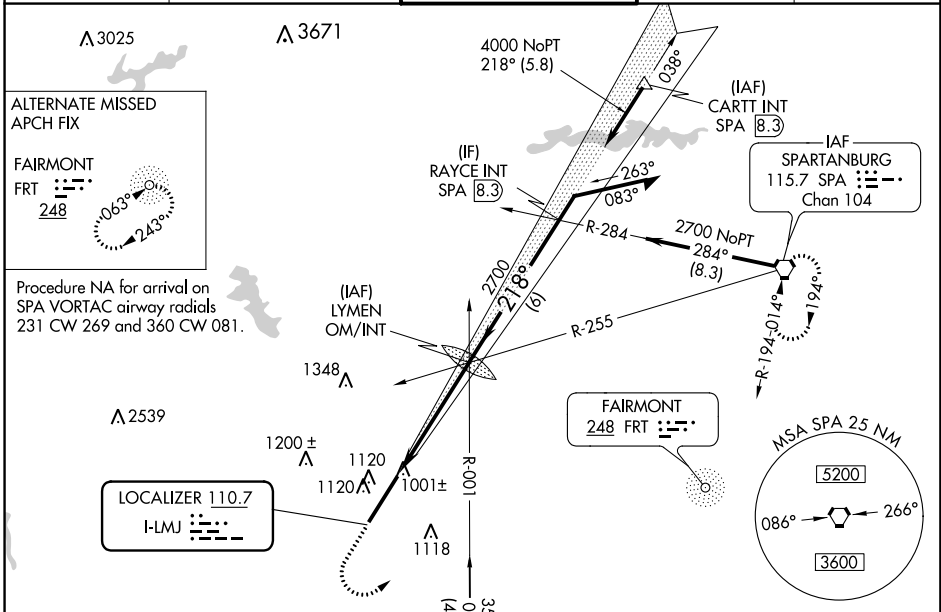 3025
3671
4000 NoPT
218° (5.8)
038°
(IAF)
CARTT INT
SPA 8.3
ALTERNATE MISSED
APCH FIX
FAIRMONT
FRT
248
063°
243°
(IF)
RAYCE INT
SPA 8.3
263°
083°
IAF
SPARTANBURG
115.7 SPA
Chan 104
R-284
2700 NoPT
284°
(8.3)
Procedure NA for arrival on
SPA VORTAC airway radials
231 CW 269 and 360 CW 081.
2700
218°
(6)
(IAF)
LYMEN
OM/INT
R-255
194°
R-194-014°
1348
2539
FAIRMONT
248 FRT
MSA SPA 25 NM
5200
086°
266°
3600
1200 ±
1120
1120
1001±
R-001
LOCALIZER 110.7
I-LMJ
1118